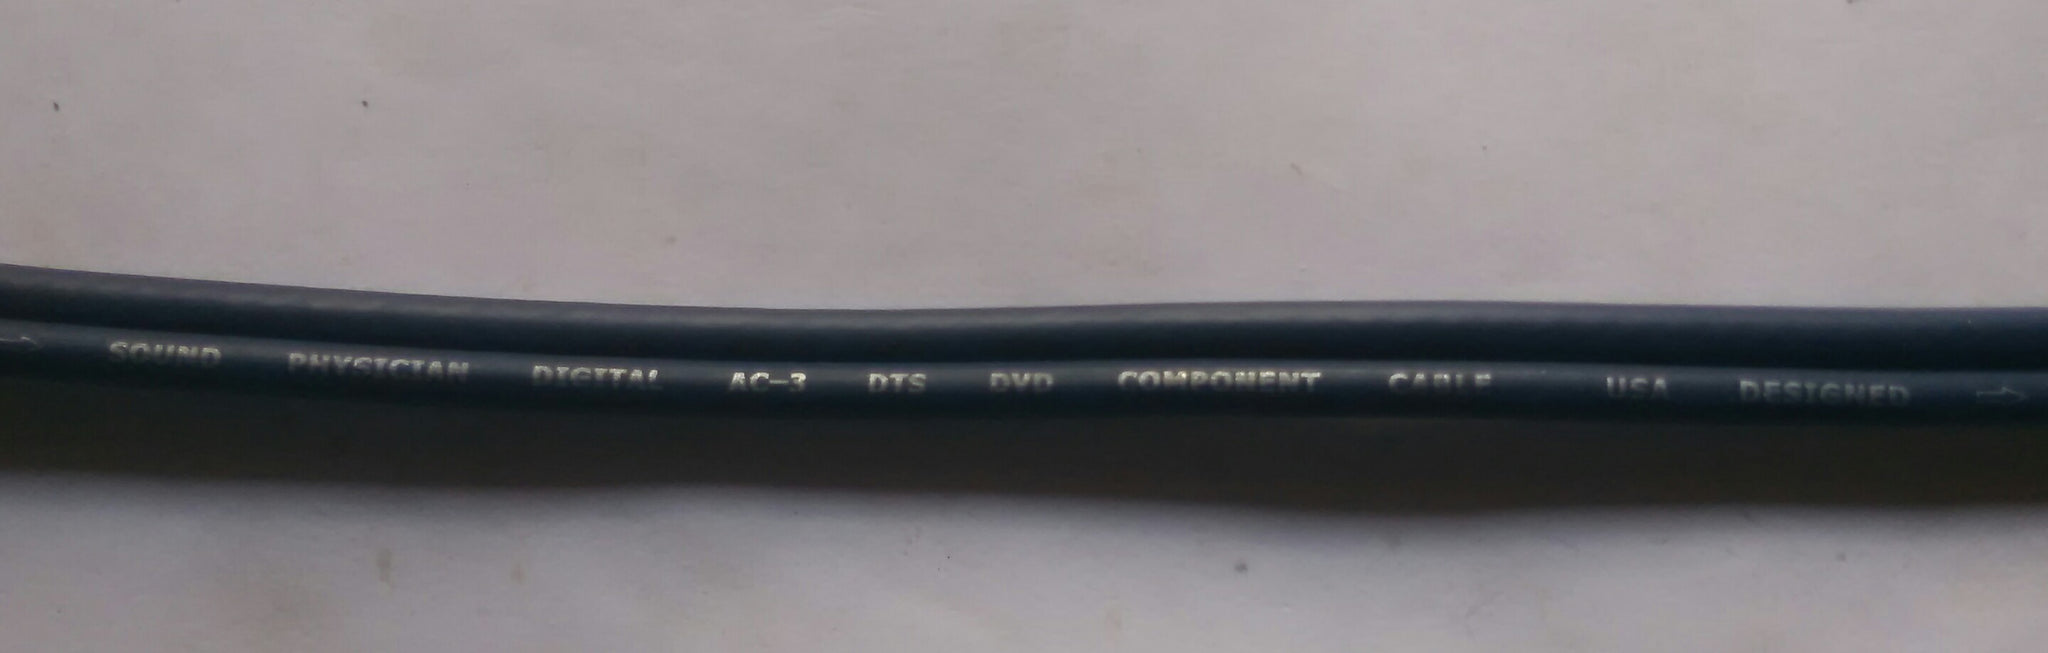 → SOUND PHYSICIAN DIGITAL AC-3 DTS DVD COMPONENT CABLE USA DESIGNED →